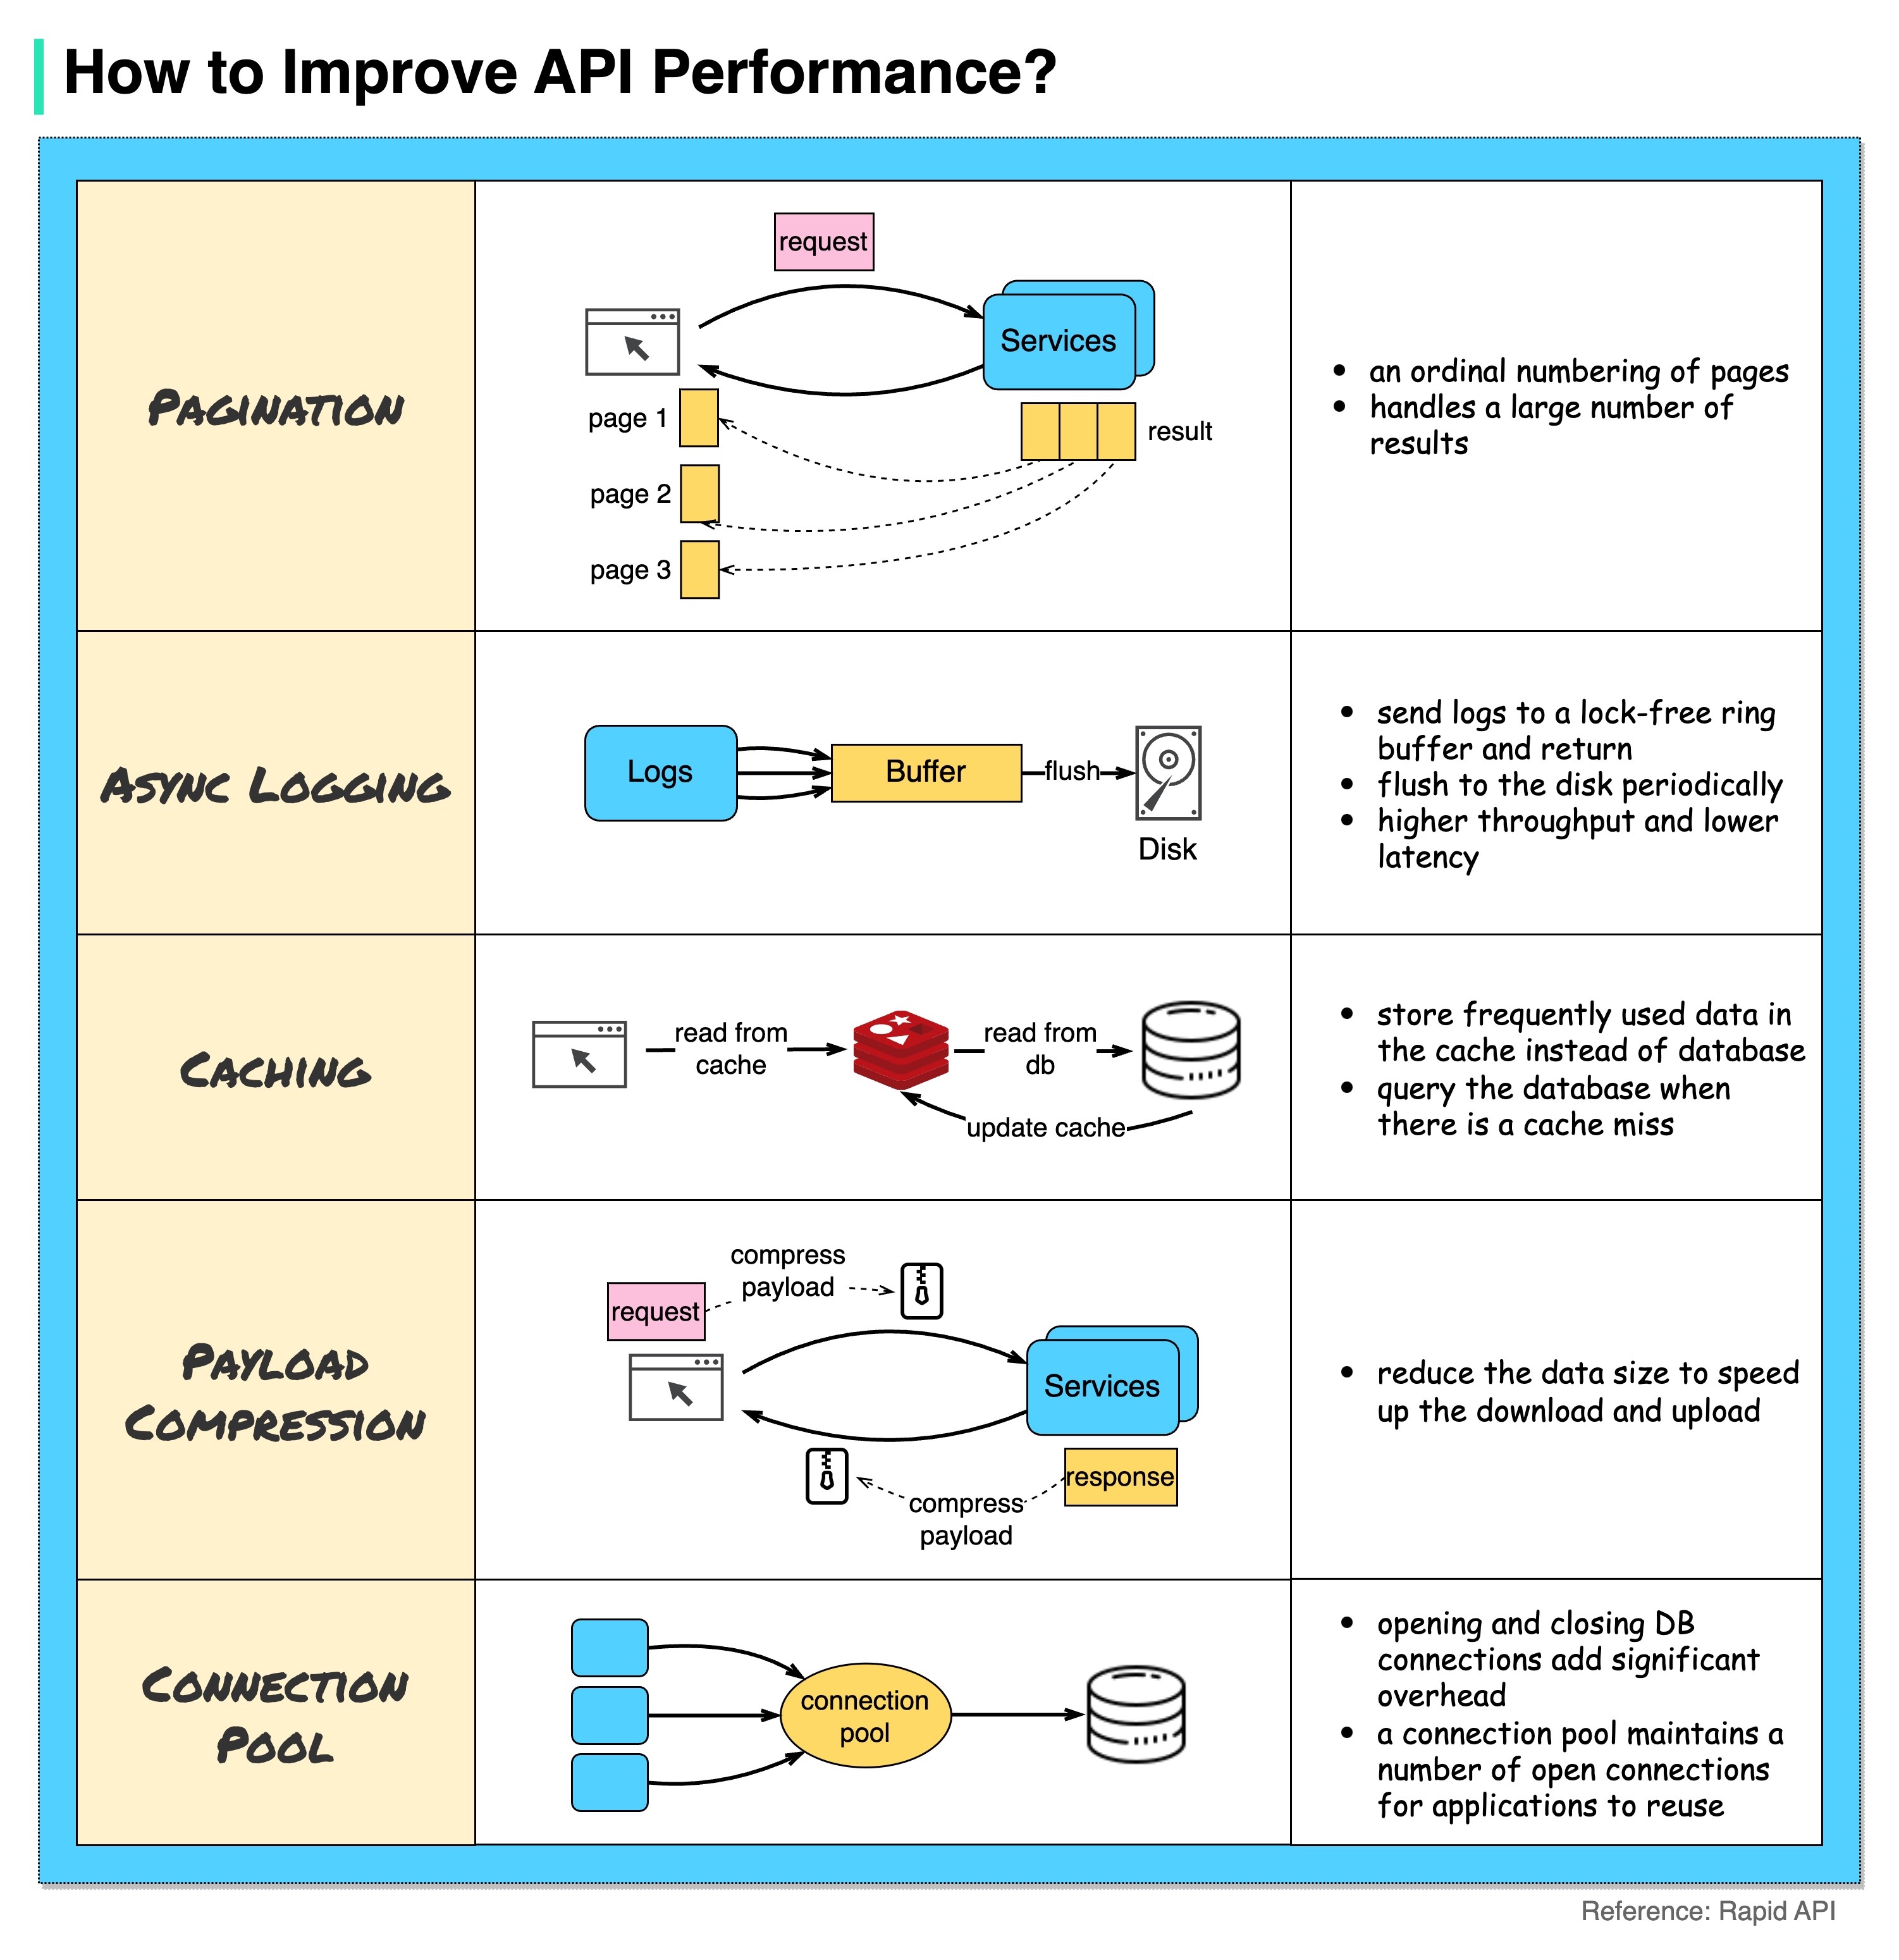 How to Improve API Performance?
PAGINATION
request
Services
page 1
result
page 2
page 3
• an ordinal numbering of pages
• handles a large number of
results
ASYNC LOGGING
Logs
Buffer
flush
Disk
• send logs to a lock-free ring
buffer and return
• flush to the disk periodically
• higher throughput and lower
latency
CACHING
read from
cache
read from
db
update cache
• store frequently used data in
the cache instead of database
• query the database when
there is a cache miss
PAYLOAD
COMPRESSION
compress
payload
request
Services
response
compress
payload
• reduce the data size to speed
up the download and upload
CONNECTION
POOL
connection
pool
• opening and closing DB
connections add significant
overhead
• a connection pool maintains a
number of open connections
for applications to reuse
Reference: Rapid API